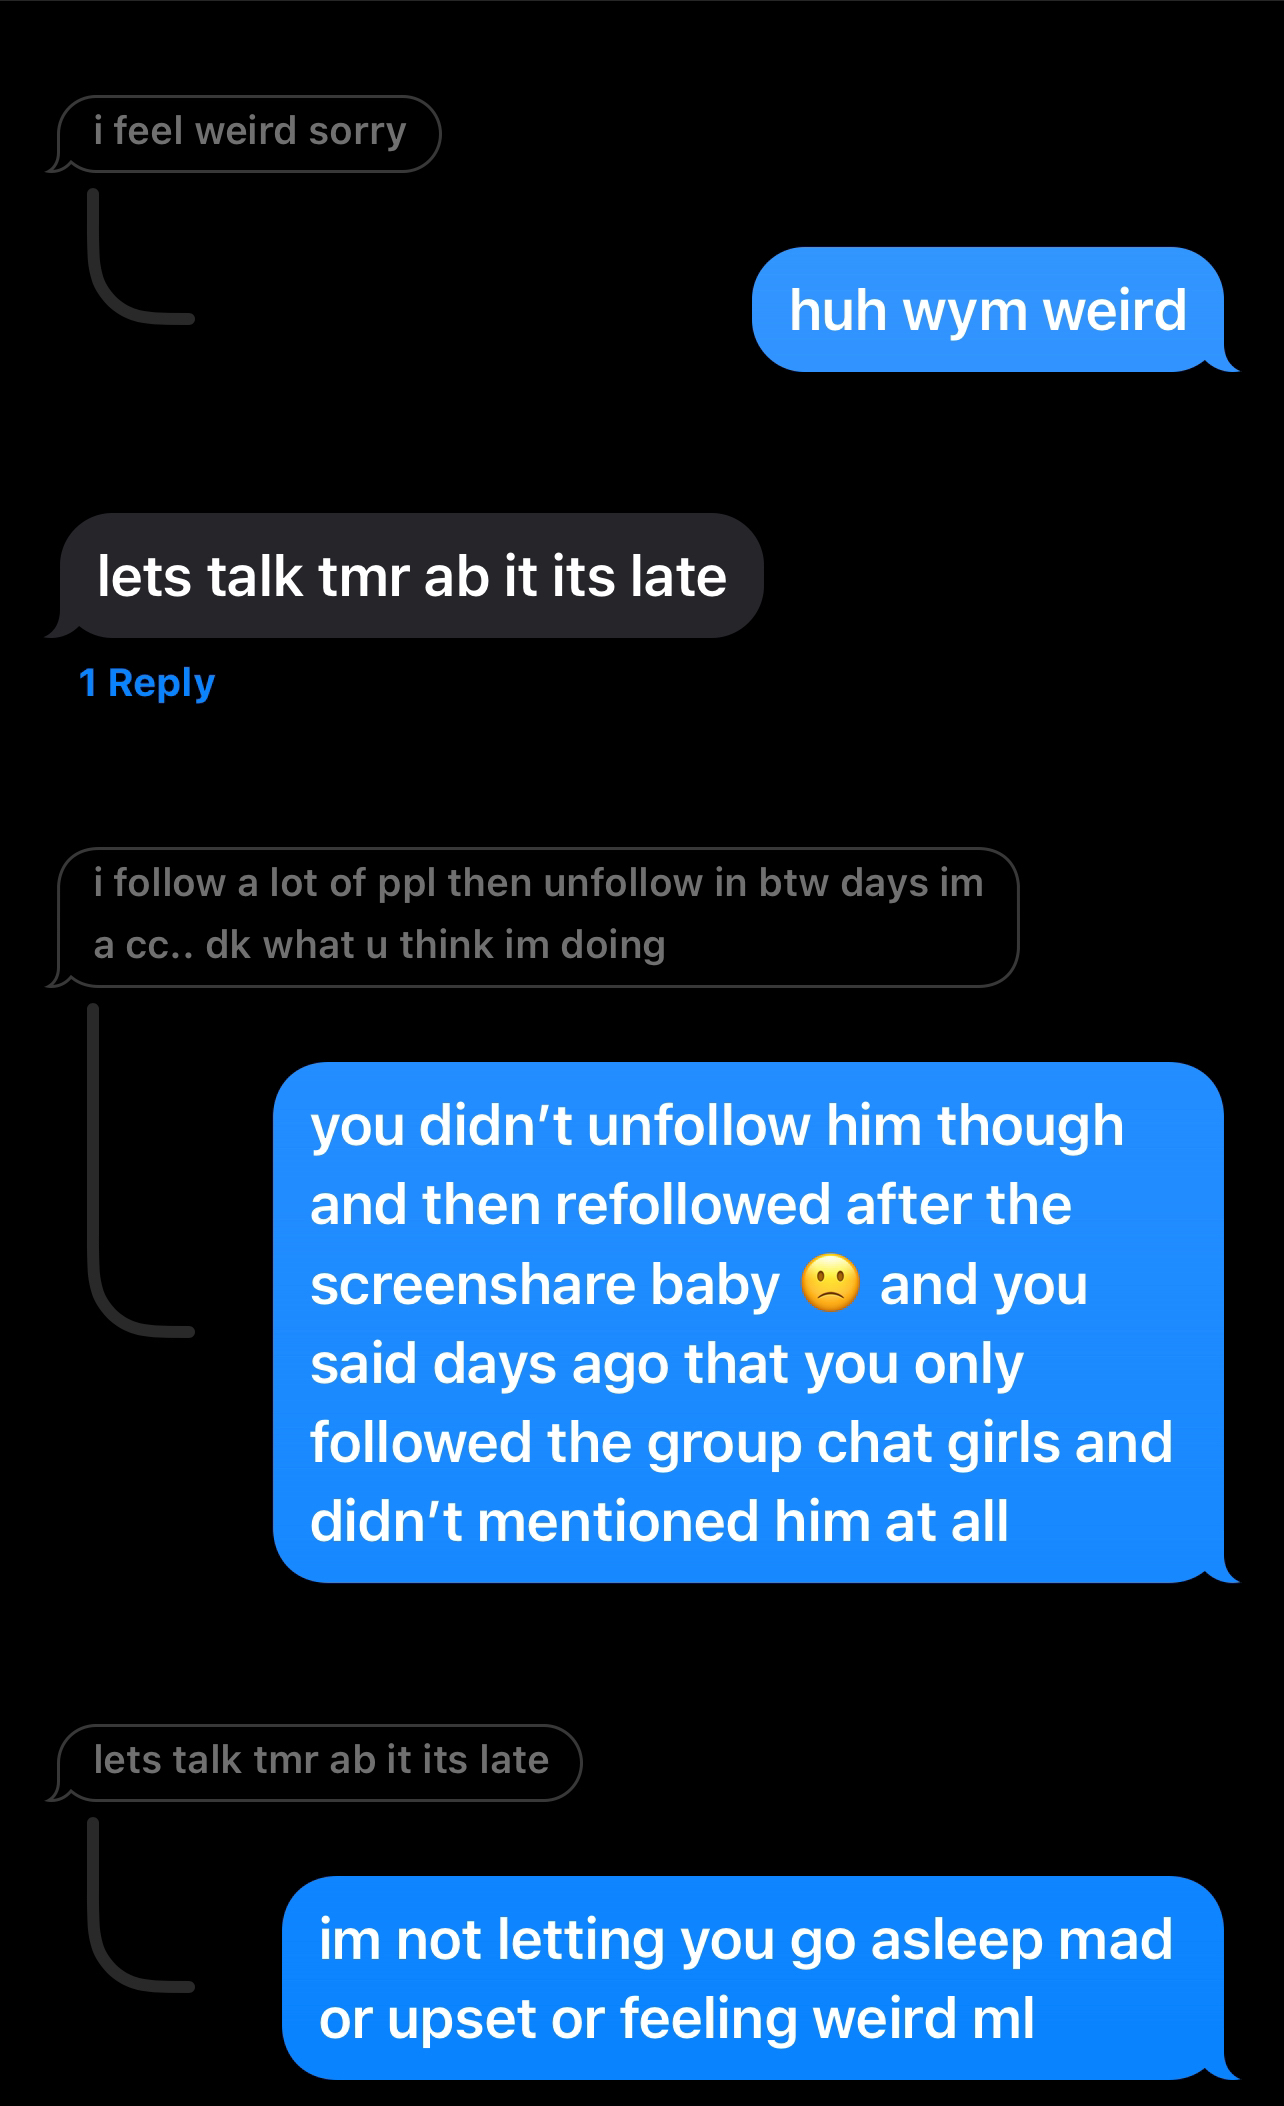 i feel weird sorry
huh wym weird
lets talk tmr ab it its late
1 Reply
i follow a lot of ppl then unfollow in btw days im
a cc.. dk what u think im doing
you didn’t unfollow him though
and then refollowed after the
screenshare baby 🙁 and you
said days ago that you only
followed the group chat girls and
didn’t mentioned him at all
lets talk tmr ab it its late
im not letting you go asleep mad
or upset or feeling weird ml